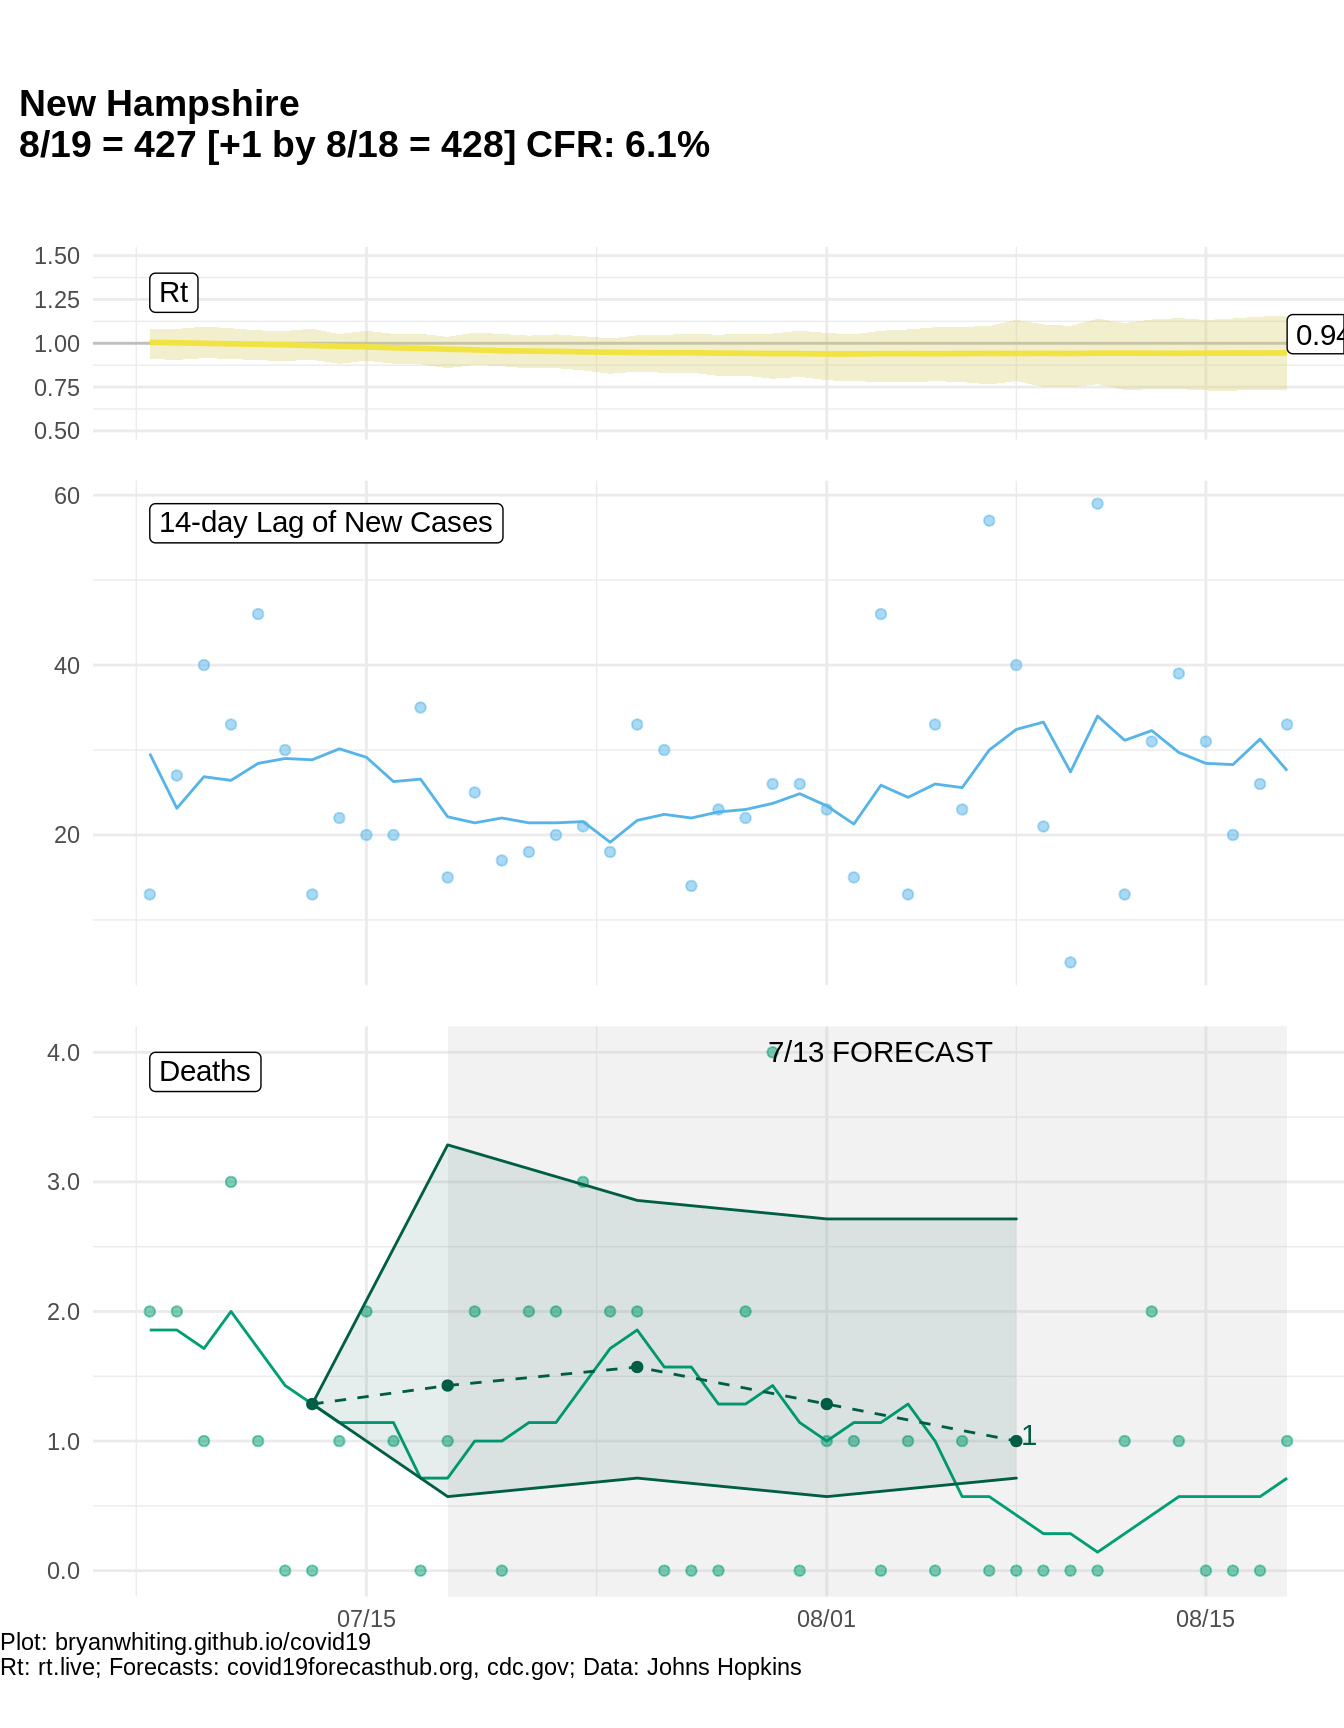 New Hampshire
8/19 = 427 [+1 by 8/18 = 428] CFR: 6.1%
1.50
Rt
1.25
1.00
0.94
0.75
0.50
60
14-day Lag of New Cases
40
20
4.0
7/13 FORECAST
Deaths
3.0
2.0
1.0
1
0.0
07/15
08/01
08/15
Plot: bryanwhiting.github.io/covid19
Rt: rt.live; Forecasts: covid19forecasthub.org, cdc.gov; Data: Johns Hopkins